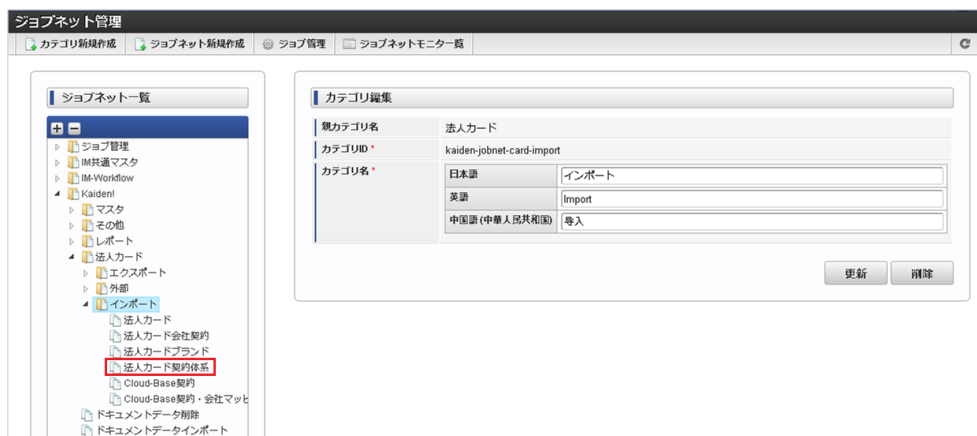 ジョブネット管理
カテゴリ新規作成 ジョブネット新規作成 ジョブ管理 ジョブネットモニター覧
ジョブネット一覧
ジョブ管理
IM共通マスタ
IM-Workflow
Kaiden!
マスタ
その他
レポート
法人カード
エクスポート
外部
インポート
法人カード
法人カード会社契約
法人カードブランド
法人カード契約体系
Cloud-Base契約
Cloud-Base契約・会社マッピ
ドキュメントデータ削除
ドキュメントデータインポート
カテゴリ編集
親カテゴリ名 法人カード
カテゴリID * kaiden-jobnet-card-import
カテゴリ名 *
日本語 インポート
英語 Import
中国語(中華人民共和国) 导入
更新 削除